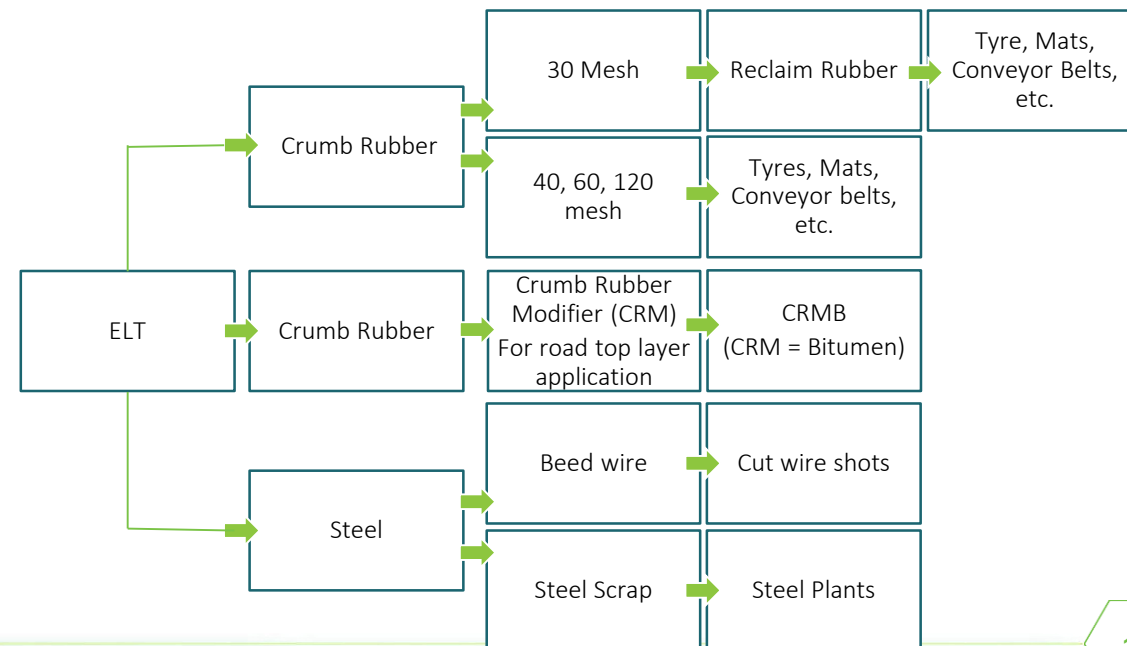 30 Mesh
Reclaim Rubber
Tyre, Mats,
Conveyor Belts,
etc.
Crumb Rubber
40, 60, 120
mesh
Tyres, Mats,
Conveyor belts,
etc.
ELT
Crumb Rubber
Crumb Rubber
Modifier (CRM)
For road top layer
application
CRMB
(CRM = Bitumen)
Steel
Beed wire
Cut wire shots
Steel Scrap
Steel Plants